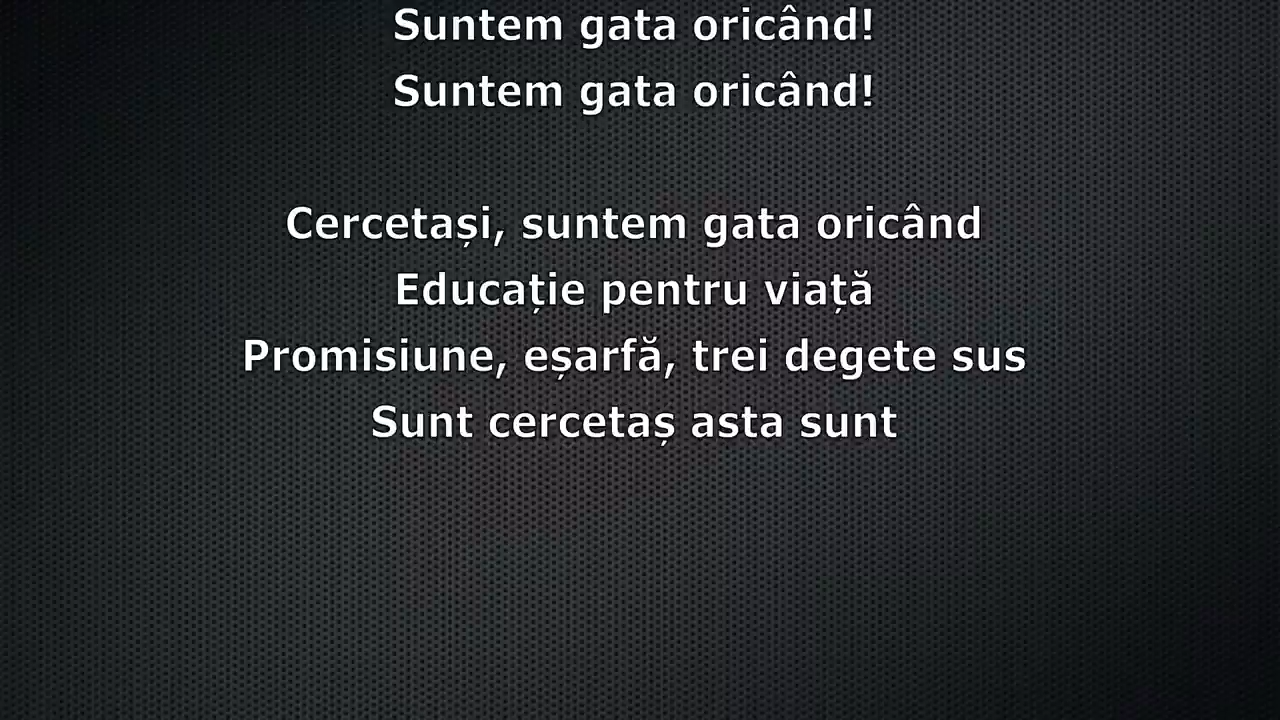 Suntem gata oricând!
Suntem gata oricând!
Cercetași, suntem gata oricând
Educație pentru viață
Promisiune, eșarfă, trei degete sus
Sunt cercetaș asta sunt